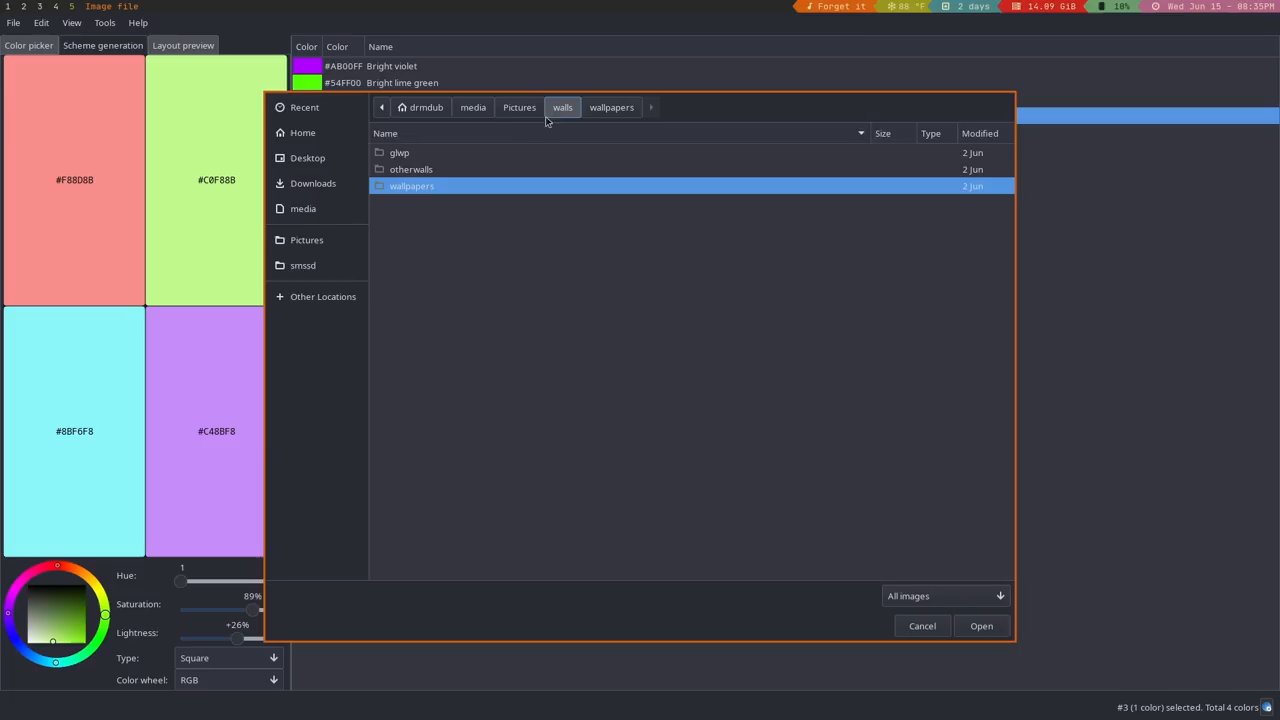 1 2 3 4 5 Image file
Forget it 88 °F 2 days 14.09 GiB 10% Wed Jun 15 - 08:35PM
File Edit View Tools Help
Color picker Scheme generation Layout preview
Color Color Name
#AB00FF Bright violet
#54FF00 Bright lime green
#F88D8B
#C0F88B
#8BF6F8
#C48BF8
Recent
Home
Desktop
Downloads
media
Pictures
smssd
Other Locations
drmdub media Pictures walls wallpapers
Name Size Type Modified
glwp 2 Jun
otherwalls 2 Jun
wallpapers 2 Jun
All images
Cancel Open
Hue: 1
Saturation: 89%
Lightness: +26%
Type: Square
Color wheel: RGB
#3 (1 color) selected. Total 4 colors